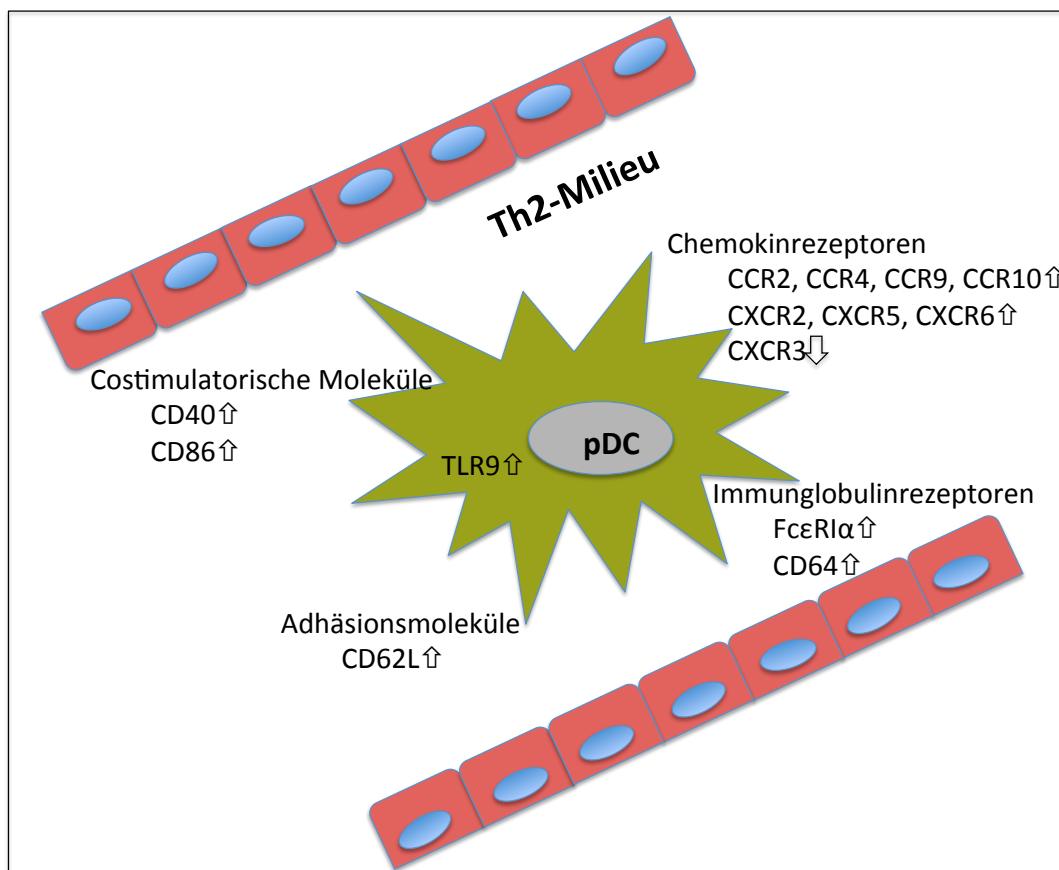 Th2-Milieu
Chemokinrezeptoren
CCR2, CCR4, CCR9, CCR10⇧
CXCR2, CXCR5, CXCR6⇧
CXCR3⇩
Costimulatorische Moleküle
CD40⇧
CD86⇧
TLR9⇧
pDC
Immunglobulinrezeptoren
FcεRIα⇧
CD64⇧
Adhäsionsmoleküle
CD62L⇧